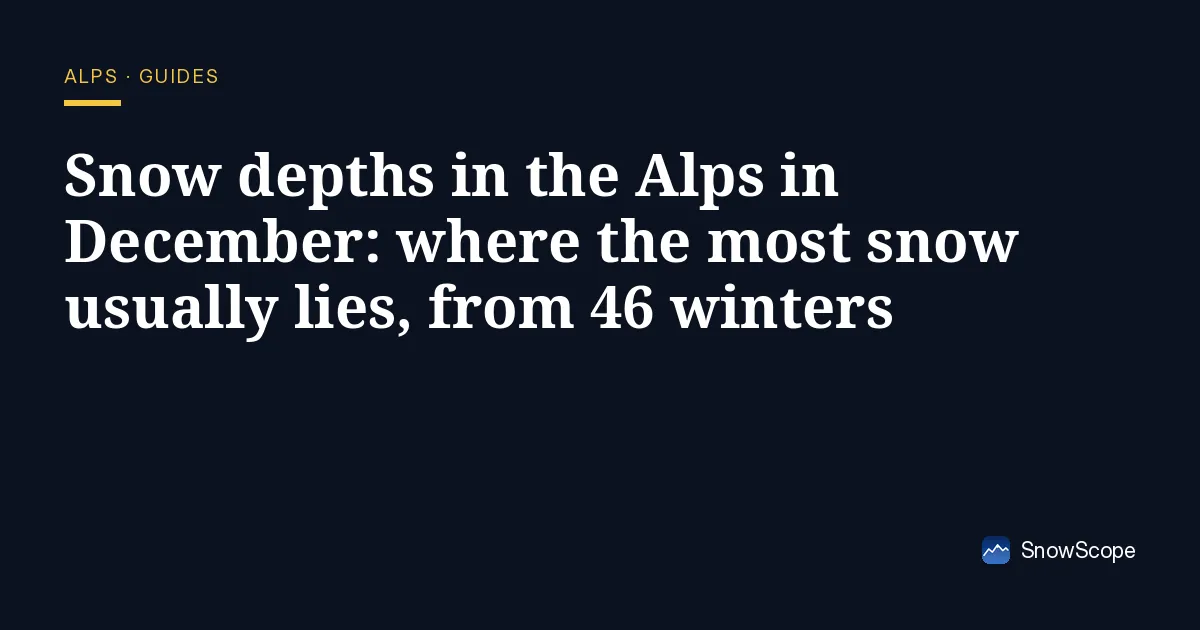 ALPS · GUIDES
Snow depths in the Alps in
December: where the most snow
usually lies, from 46 winters
SnowScope